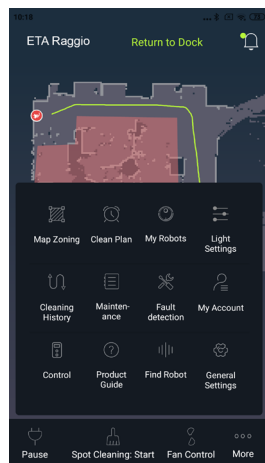 10:18
ETA Raggio
Return to Dock
Map Zoning
Clean Plan
My Robots
Light
Settings
Cleaning
History
Mainten-
ance
Fault
detection
My Account
Control
Product
Guide
Find Robot
General
Settings
Pause
Spot Cleaning: Start
Fan Control
More